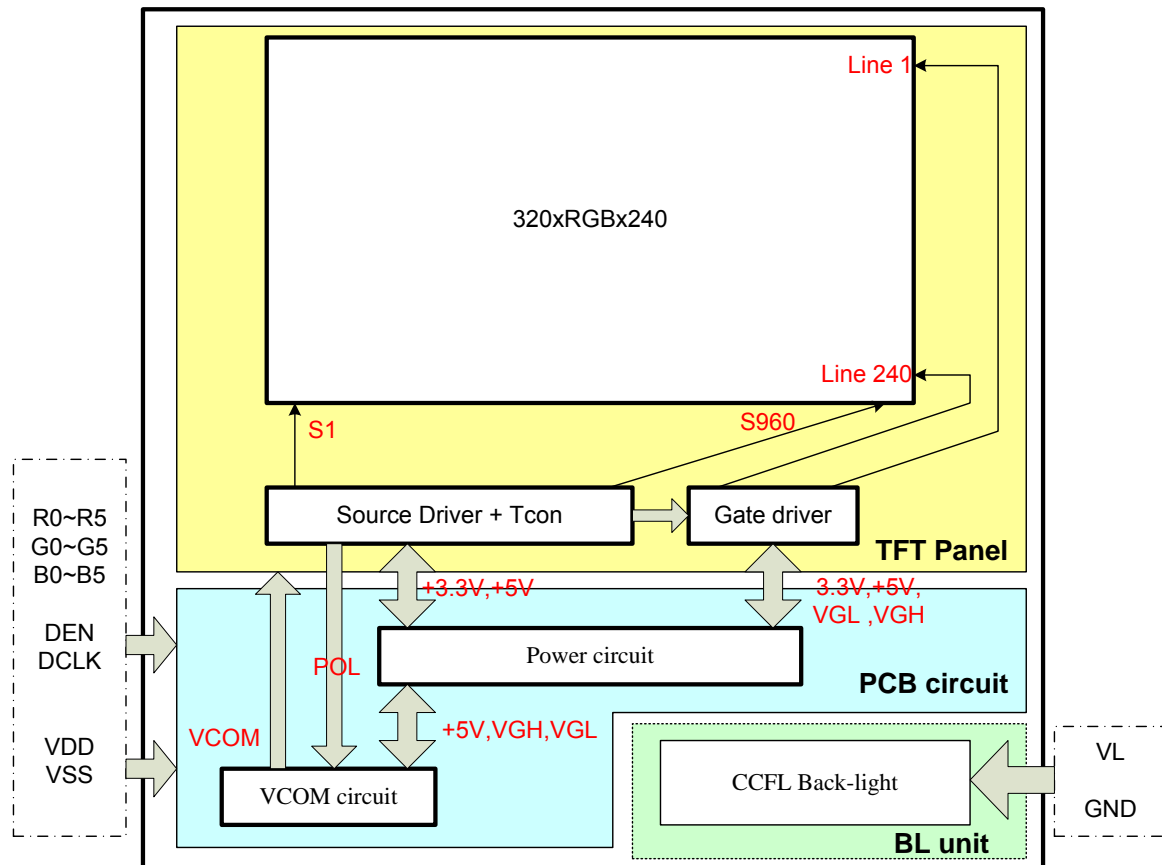 Line 1
320xRGBx240
Line 240
S1
S960
Source Driver + Tcon
Gate driver
TFT Panel
R0~R5
G0~G5
B0~B5
DEN
DCLK
VDD
VSS
+3.3V,+5V
3.3V,+5V,
VGL ,VGH
Power circuit
POL
PCB circuit
VCOM
+5V,VGH,VGL
VCOM circuit
CCFL Back-light
BL unit
VL
GND